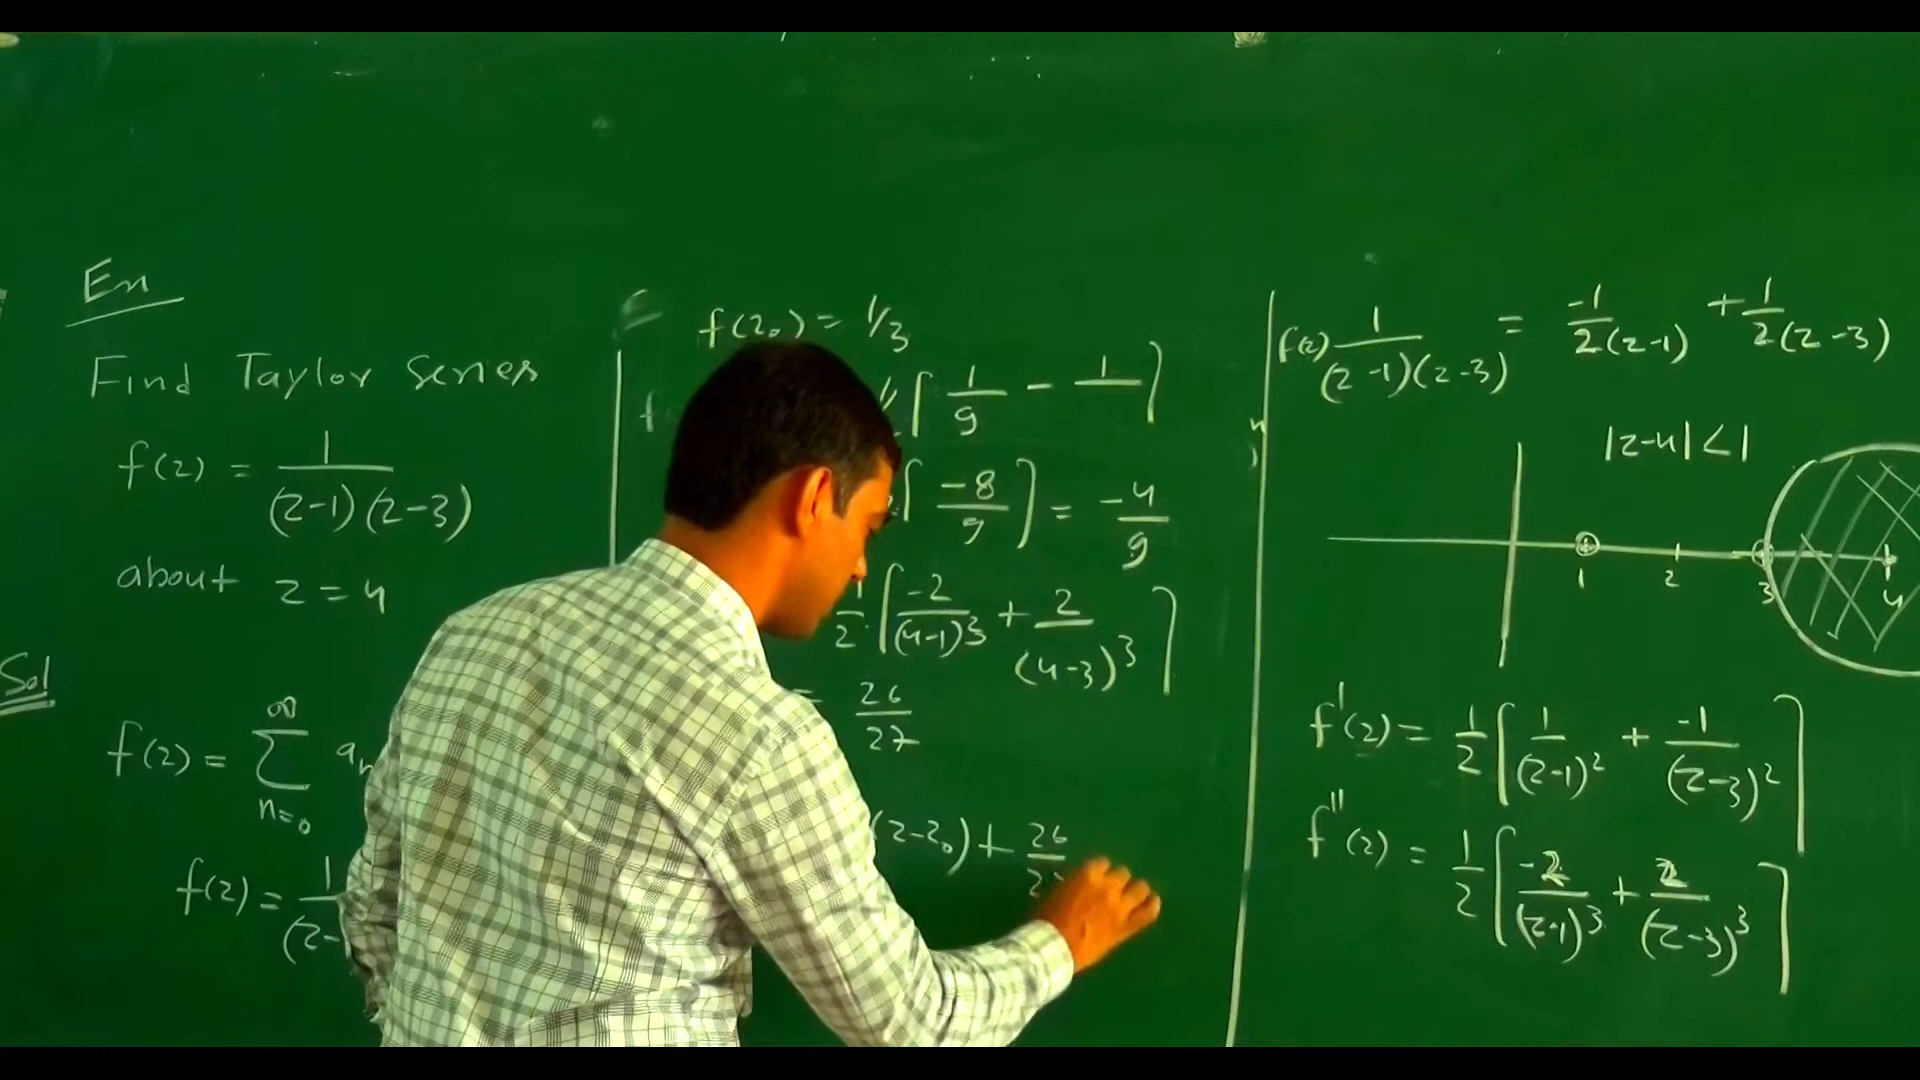 Ex
Find Taylor Series
f(z) = 1/((z-1)(z-3))
about z = 4
Sol
f(z) = ∑_{n=0}^{∞} a_n
f(z) = 1/(z-
f(z₀) = 1/3
[1/9 - 1/ ]
[-8/9] = -4/9
1/2 [-2/(4-1)³ + 2/(4-3)³]
= 26/27
(z-z₀) + 26/2
f(z) 1/((z-1)(z-3)) = -1/2(z-1) + 1/2(z-3)
|z-4| < 1
1 2 3 4
f'(z) = 1/2 [1/(z-1)² + -1/(z-3)²]
f''(z) = 1/2 [-2/(z-1)³ + 2/(z-3)³]